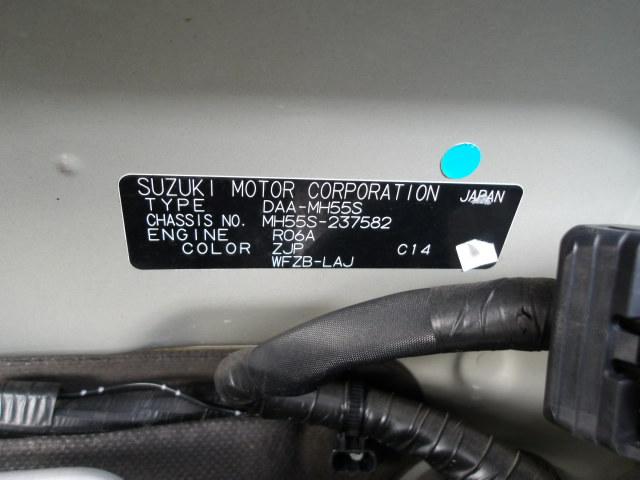 SUZUKI MOTOR CORPORATION JAPAN
TYPE DAA-MH55S
CHASSIS NO. MH55S-237582
ENGINE R06A
COLOR ZJP C14
WFZB-LAJ